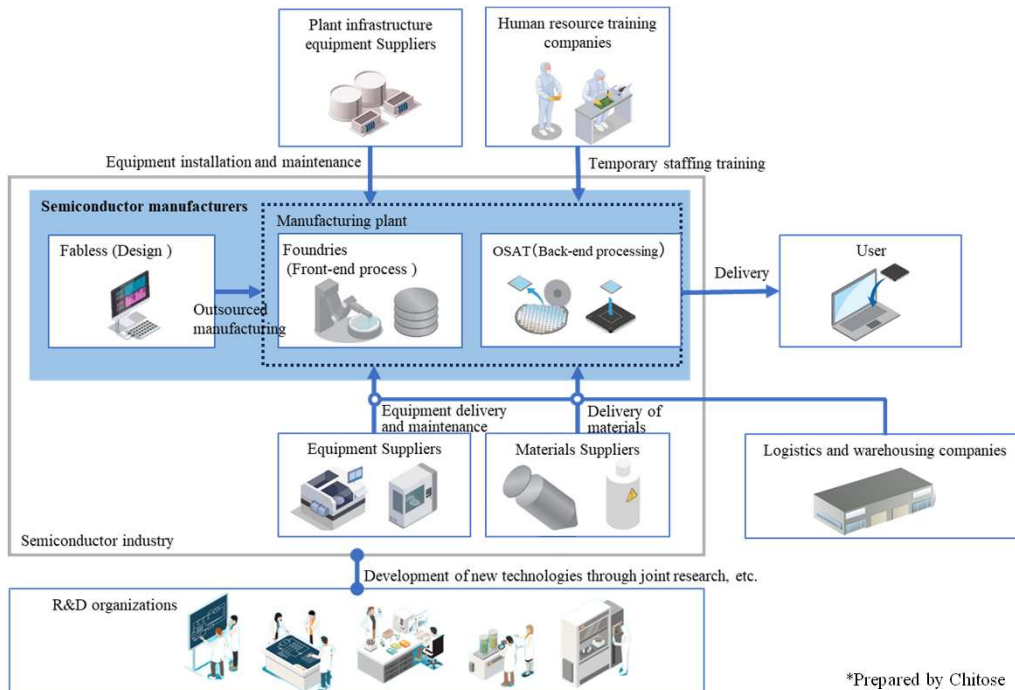 Plant infrastructure
equipment Suppliers
Human resource training
companies
Equipment installation and maintenance
Temporary staffing training
Semiconductor manufacturers
Manufacturing plant
Fabless (Design )
Foundries
(Front-end process )
OSAT(Back-end processing)
Outsourced
manufacturing
Delivery
User
Equipment delivery
and maintenance
Delivery of
materials
Equipment Suppliers
Materials Suppliers
Logistics and warehousing companies
Semiconductor industry
Development of new technologies through joint research, etc.
R&D organizations
*Prepared by Chitose